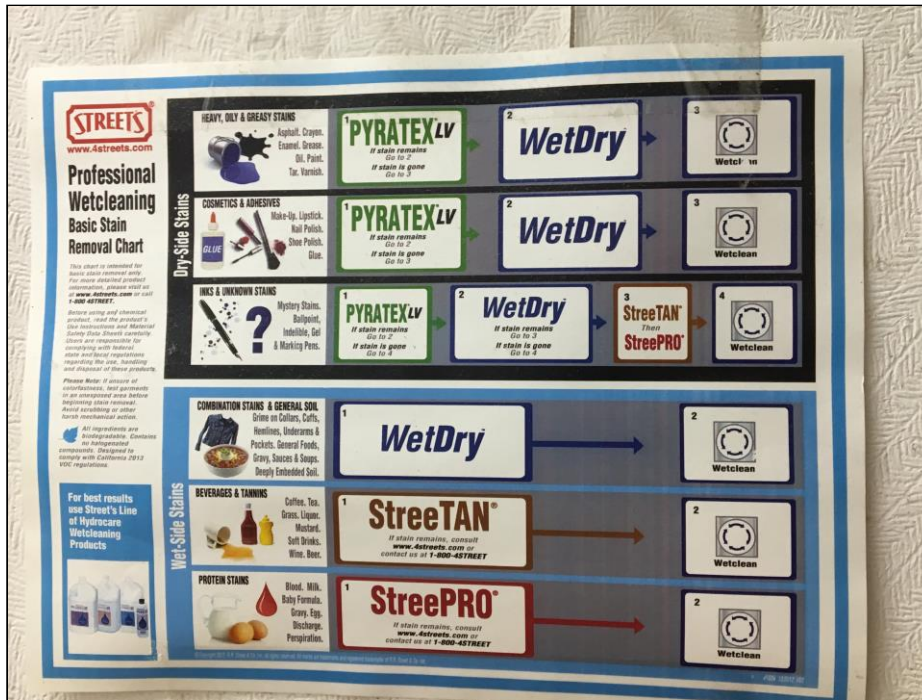 STREETS®
www.4streets.com
Professional
Wetcleaning
Basic Stain
Removal Chart
This chart is intended for
basic stain removal only.
For more detailed product
information, please visit us
at www.4streets.com or call
1-800 4STREET.
Before using any chemical
product, read the product's
Use Instructions and Material
Safety Data Sheets carefully.
Users are responsible for
complying with federal
state and local regulations
regarding the use, handling
and disposal of these products.
Please Note: If unsure of
colorfastness, test garments
in an unexposed area before
beginning stain removal.
Avoid scrubbing or other
harsh mechanical action.
All ingredients are
biodegradable. Contains
no halogenated
compounds. Designed to
comply with California 2013
VOC regulations.
For best results
use Street's Line
of Hydrocare
Wetcleaning
Products
Dry-Side Stains
HEAVY, OILY & GREASY STAINS
Asphalt. Crayon.
Enamel. Grease.
Oil. Paint.
Tar. Varnish.
1 PYRATEX® LV
If stain remains
Go to 2
If stain is gone
Go to 3
2 WetDry®
3
Wetclean
COSMETICS & ADHESIVES
GLUE
Make-Up. Lipstick.
Nail Polish.
Shoe Polish.
Glue.
1 PYRATEX® LV
If stain remains
Go to 2
If stain is gone
Go to 3
2 WetDry®
3
Wetclean
INKS & UNKNOWN STAINS
?
Mystery Stains.
Ballpoint,
Indelible, Gel
& Marking Pens.
1
PYRATEX® LV
If stain remains
Go to 2
If stain is gone
Go to 4
2
WetDry®
If stain remains
Go to 3
If stain is gone
Go to 4
3
StreeTAN®
Then
StreePRO®
4
Wetclean
Wet-Side Stains
COMBINATION STAINS & GENERAL SOIL
Grime on Collars, Cuffs,
Hemlines, Underarms &
Pockets. General Foods,
Gravy, Sauces & Soups.
Deeply Embedded Soil.
1
WetDry®
2
Wetclean
BEVERAGES & TANNINS
Coffee. Tea.
Grass. Liquor.
Mustard.
Soft Drinks.
Wine. Beer.
1
StreeTAN®
If stain remains, consult
www.4streets.com or
contact us at 1-800-4STREET
2
Wetclean
PROTEIN STAINS
Blood. Milk.
Baby Formula.
Gravy. Egg.
Discharge.
Perspiration.
1
StreePRO®
If stain remains, consult
www.4streets.com or
contact us at 1-800-4STREET
2
Wetclean